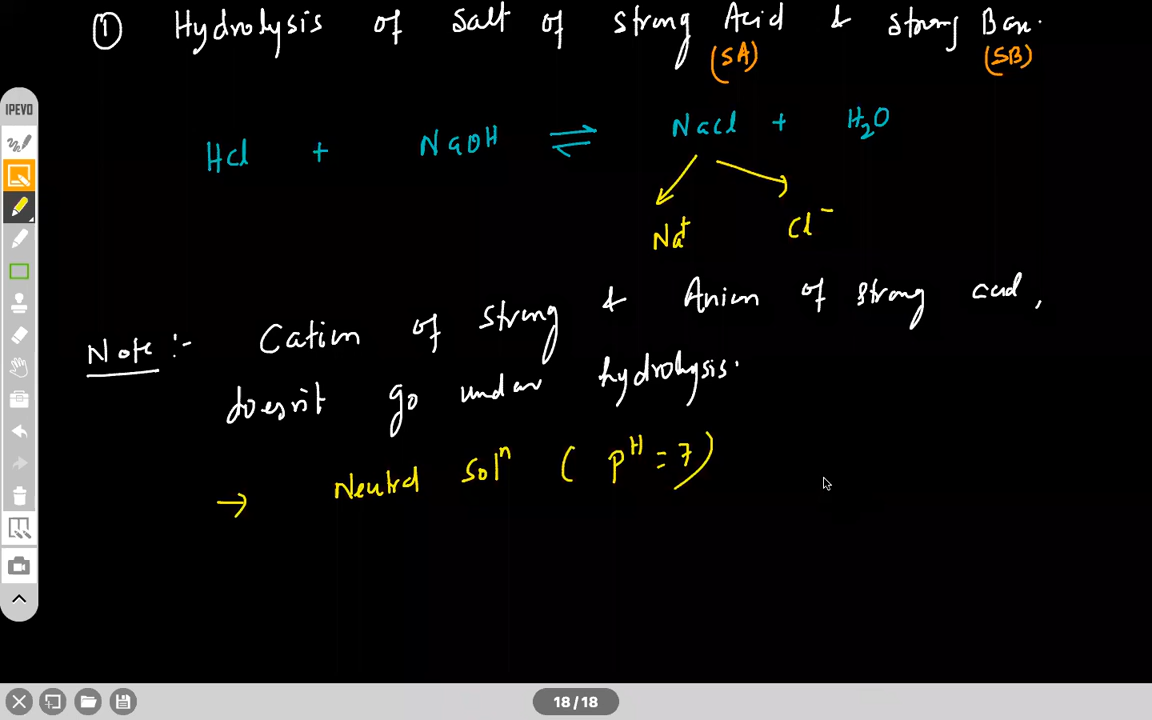 ① Hydrolysis of Salt of Strong Acid & Strong Base.
(SA) (SB)
IPEVO
HCl + NaOH ⇌ NaCl + H₂O
Na⁺ Cl⁻
Note :- Cation of strong & Anion of strong acid,
doesn't go under hydrolysis.
→ Neutral solⁿ ( pᴴ = 7)
18/18